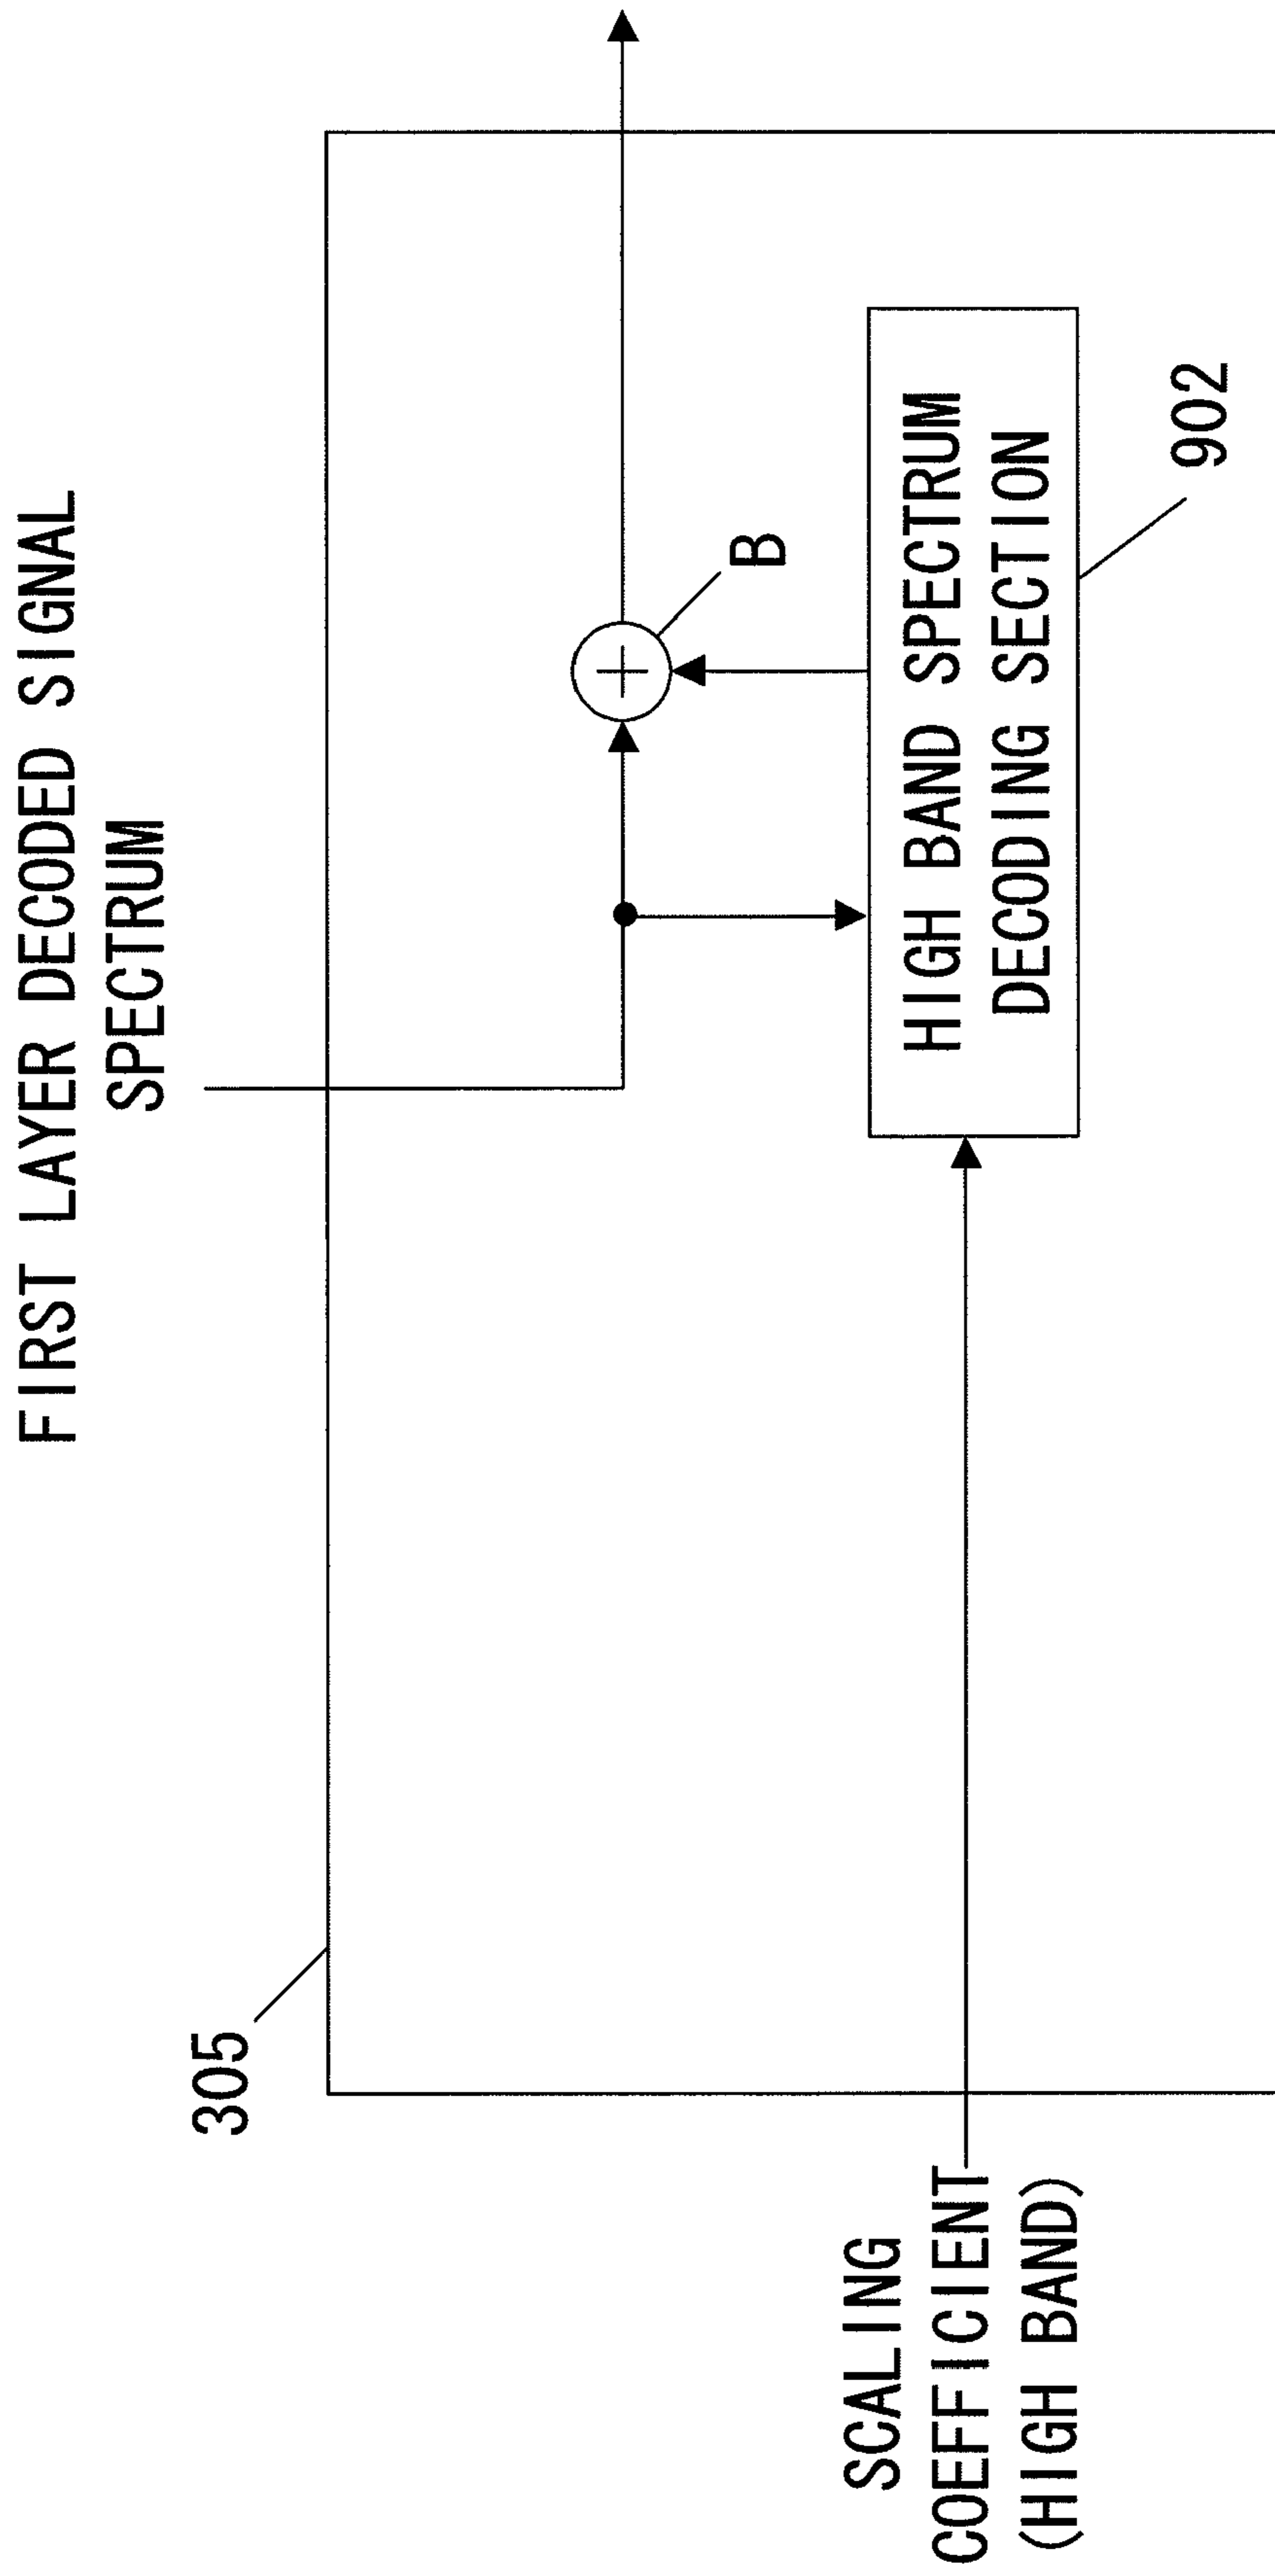 FIRST LAYER DECODED SIGNAL
SPECTRUM
305
B
SCALING
COEFFICIENT
(HIGH BAND)
HIGH BAND SPECTRUM
DECODING SECTION
902